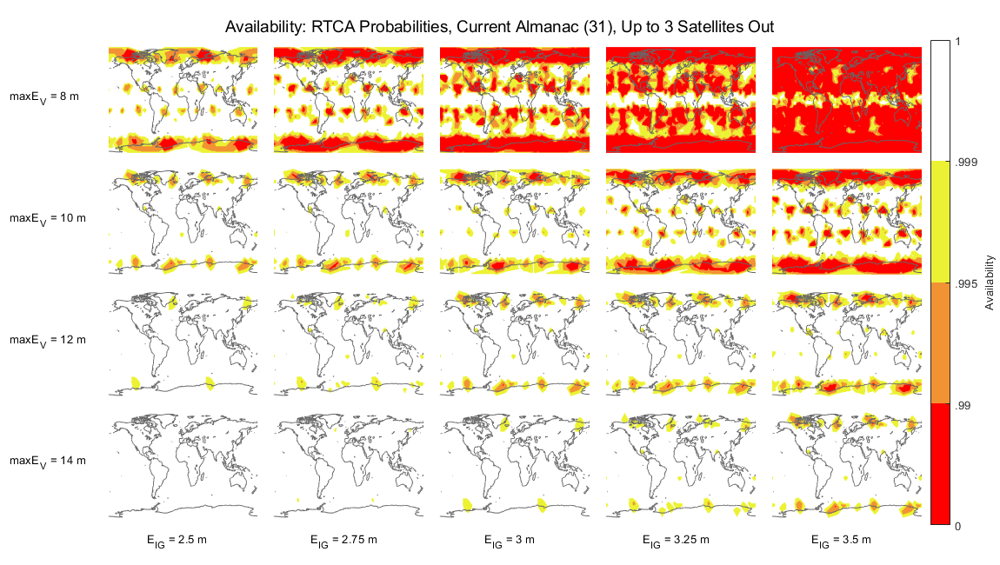 Availability: RTCA Probabilities, Current Almanac (31), Up to 3 Satellites Out
maxE_V = 8 m
maxE_V = 10 m
maxE_V = 12 m
maxE_V = 14 m
E_IG = 2.5 m
E_IG = 2.75 m
E_IG = 3 m
E_IG = 3.25 m
E_IG = 3.5 m
1
.999
.995
.99
0
Availability